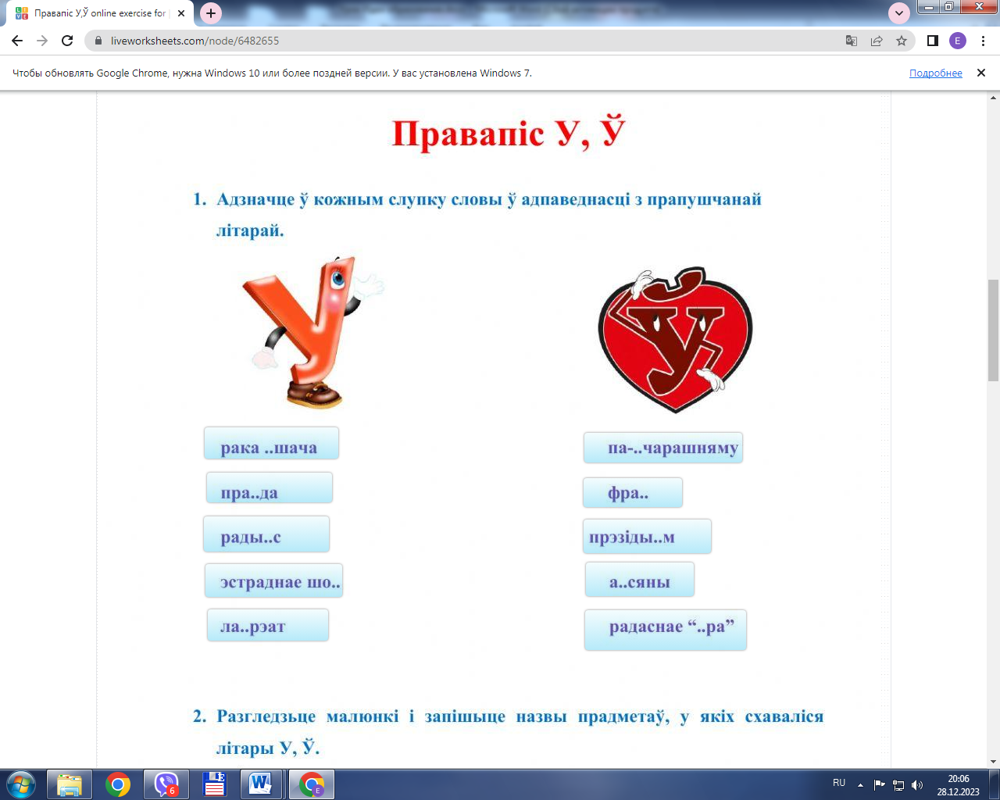 Правапіс У,Ў online exercise for
liveworksheets.com/node/6482655
E
Чтобы обновлять Google Chrome, нужна Windows 10 или более поздней версии. У вас установлена Windows 7.
Подробнее
Правапіс У, Ў
1. Адзначце ў кожным слупку словы ў адпаведнасці з прапушчанай
літарай.
У
Ў
рака ..шача
па-..чарашняму
пра..да
фра..
рады..с
прэзіды..м
эстраднае шо..
а..сяны
ла..рэат
радаснае “..ра”
2. Разгледзьце малюнкі і запішыце назвы прадметаў, у якіх схаваліся
літары У, Ў.
6
E
RU
20:06
28.12.2023